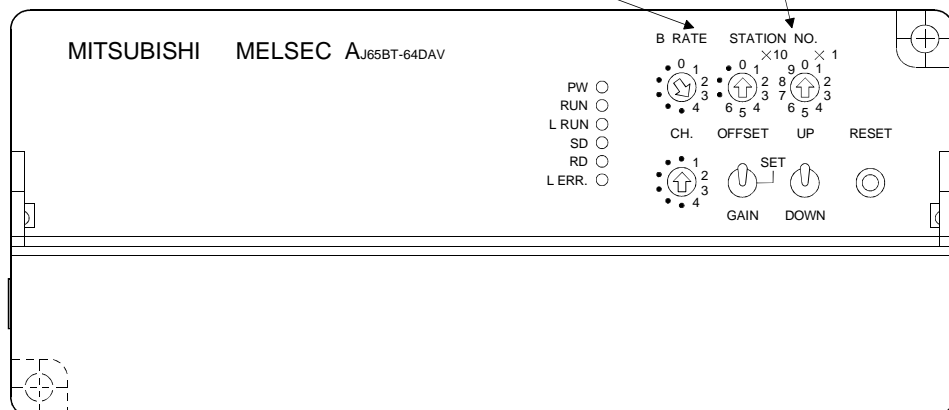 MITSUBISHI MELSEC AJ65BT-64DAV
B RATE STATION NO.
×10 ×1
0 1 2 3 4
0 1 2 3 4 5 6
0 1 2 3 4 5 6 7 8 9
PW
RUN
L RUN
SD
RD
L ERR.
CH. OFFSET UP RESET
SET
1 2 3 4
GAIN DOWN